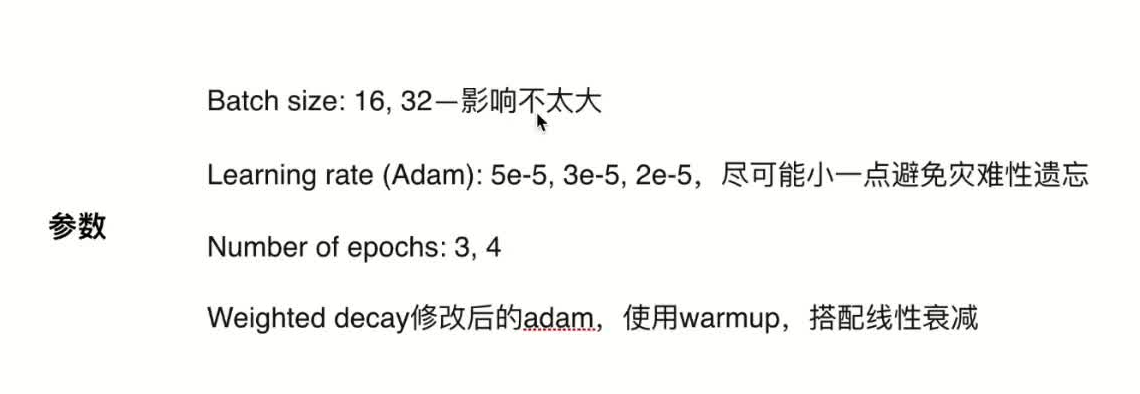 Batch size: 16, 32—影响不太大
Learning rate (Adam): 5e-5, 3e-5, 2e-5，尽可能小一点避免灾难性遗忘
参数
Number of epochs: 3, 4
Weighted decay修改后的adam，使用warmup，搭配线性衰减